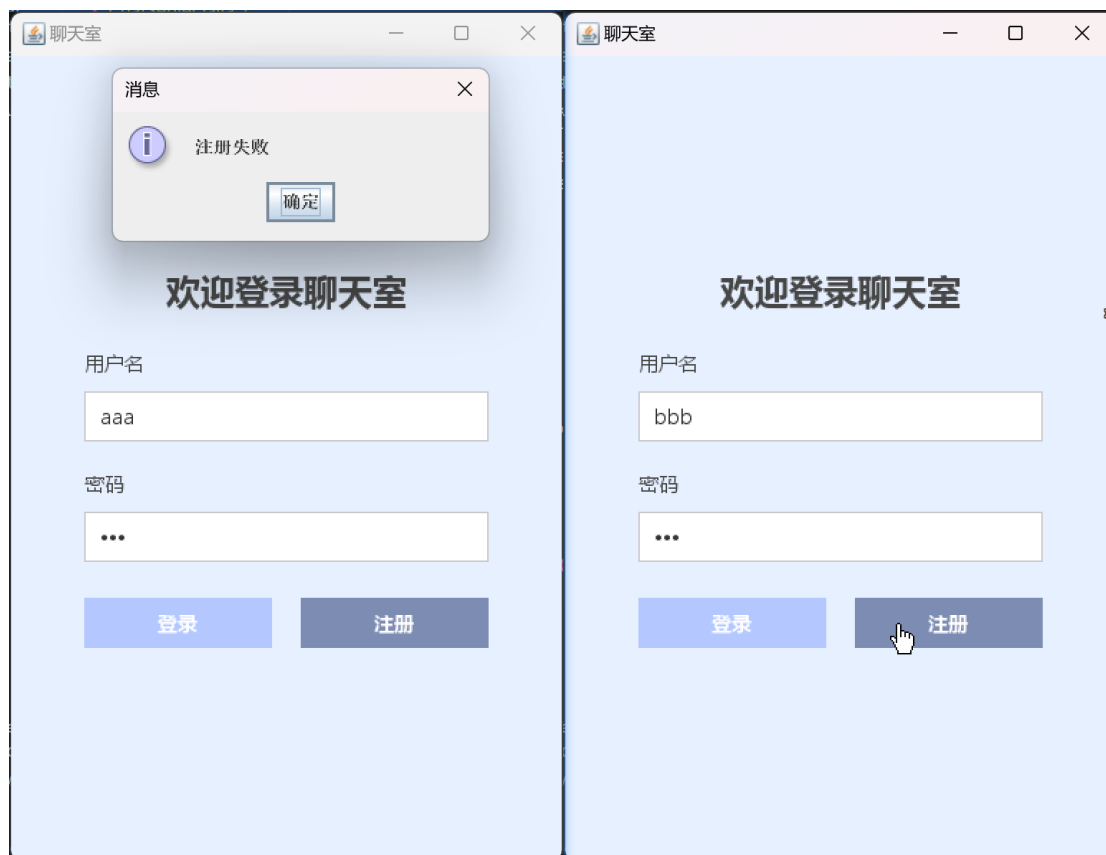 聊天室
消息
注册失败
确定
欢迎登录聊天室
用户名
aaa
密码
•••
登录 注册
聊天室
欢迎登录聊天室
用户名
bbb
密码
•••
登录 注册